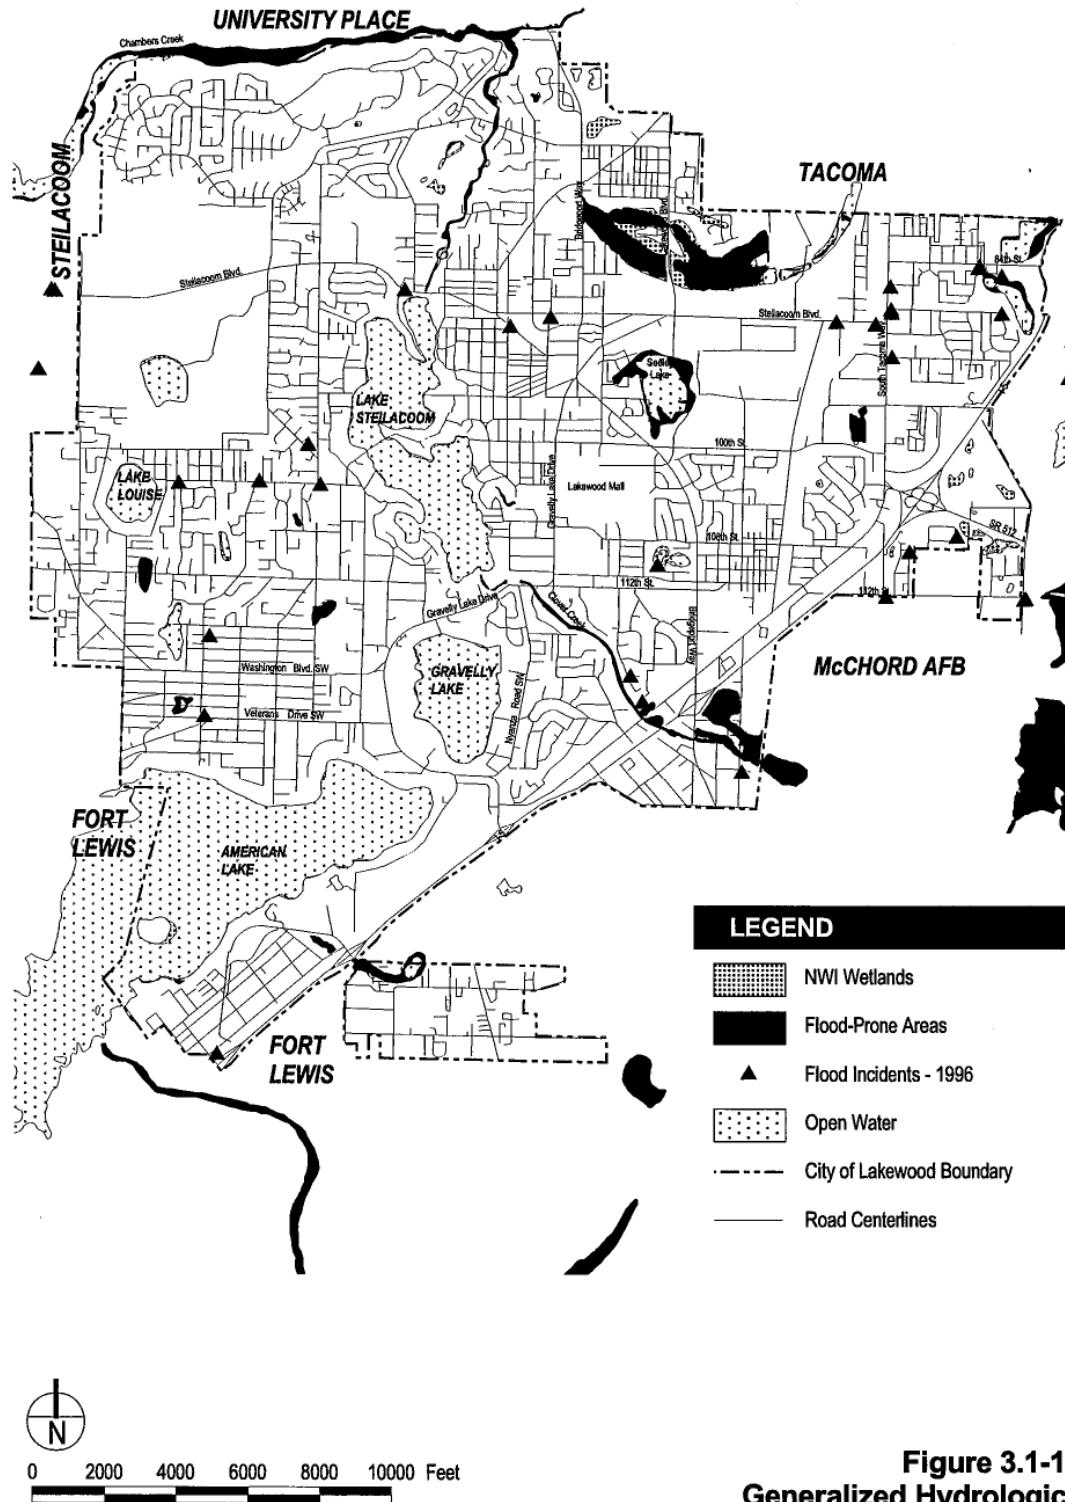 UNIVERSITY PLACE
Chambers Creek
STEILACOOM
TACOMA
Bridgeport Way
84th St.
Steilacoom Blvd.
Steilacoom Blvd.
South Tacoma Way
LAKE
STEILACOOM
100th St.
Gravelly Lake Drive
Lakewood Mall
LAKE
LOUISE
SR 512
108th St.
112th St.
112th St.
Clover Creek
Gravelly Lake Drive
Bridgeport Way
Washington Blvd. SW
GRAVELLY
LAKE
Nyanza Road SW
McCHORD AFB
Veterans Drive SW
FORT
LEWIS
AMERICAN
LAKE
FORT
LEWIS
LEGEND
NWI Wetlands
Flood-Prone Areas
Flood Incidents - 1996
Open Water
City of Lakewood Boundary
Road Centerlines
N
0 2000 4000 6000 8000 10000 Feet
Figure 3.1-1
Generalized Hydrologic